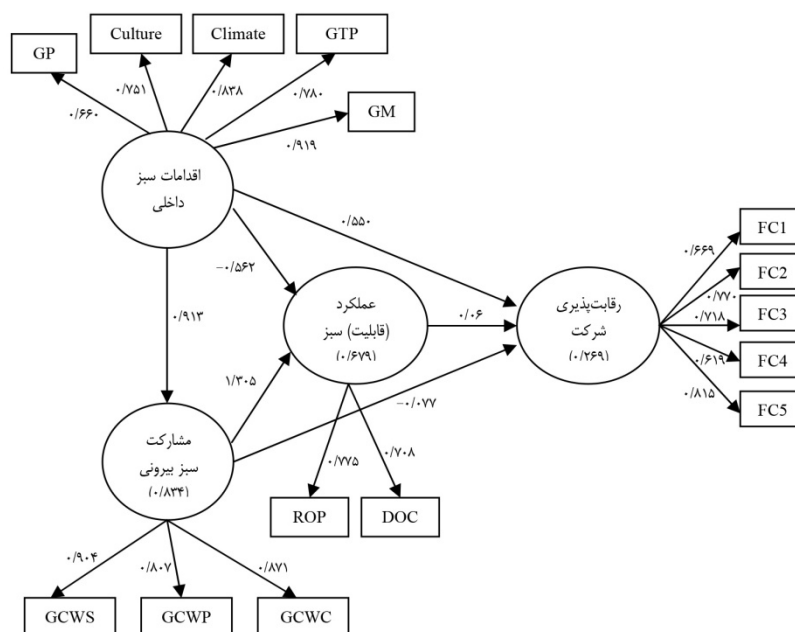 Culture
Climate
GTP
GP
۰/۷۵۱
۰/۸۳۸
۰/۷۸۰
۰/۶۶۰
GM
۰/۹۱۹
اقدامات سبز
داخلی
۰/۵۵۰
−۰/۵۶۲
۰/۹۱۳
FC1
۰/۶۶۹
FC2
۰/۷۷۰
عملکرد
(قابلیت) سبز
(۰/۶۷۹)
۰/۰۶
رقابت‌پذیری
شرکت
(۰/۲۶۹)
FC3
۰/۷۱۸
FC4
۰/۶۱۹
FC5
۰/۸۱۵
۱/۳۰۵
−۰/۰۷۷
مشارکت
سبز بیرونی
(۰/۸۳۴)
۰/۷۷۵
۰/۷۰۸
ROP
DOC
۰/۹۰۴
۰/۸۰۷
۰/۸۷۱
GCWS
GCWP
GCWC